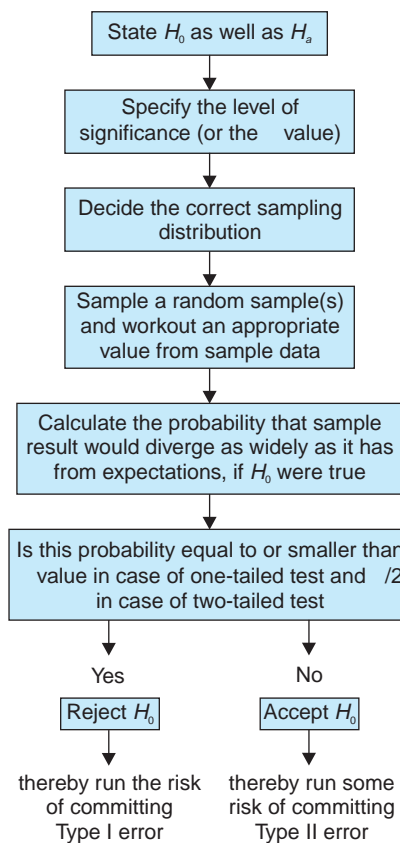 State H₀ as well as Hₐ
Specify the level of
significance (or the value)
Decide the correct sampling
distribution
Sample a random sample(s)
and workout an appropriate
value from sample data
Calculate the probability that sample
result would diverge as widely as it has
from expectations, if H₀ were true
Is this probability equal to or smaller than
value in case of one-tailed test and /2
in case of two-tailed test
Yes
No
Reject H₀
Accept H₀
thereby run the risk
of committing
Type I error
thereby run some
risk of committing
Type II error